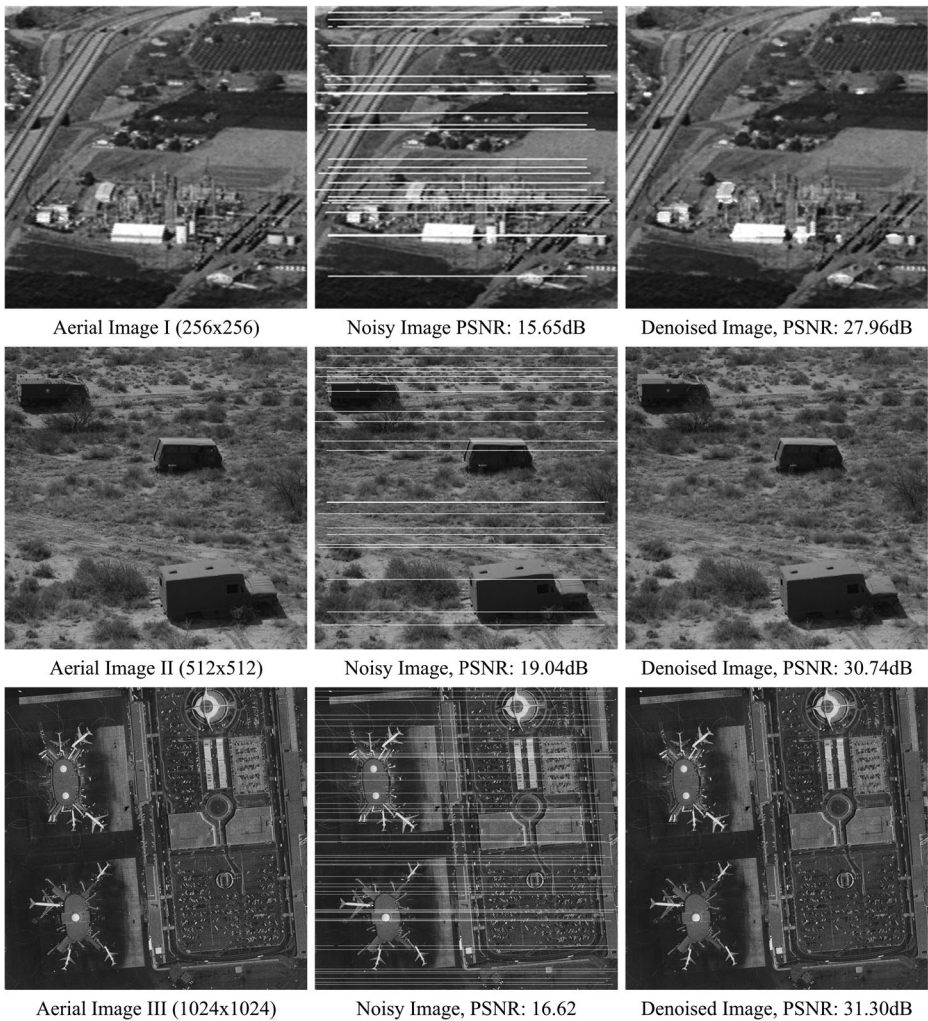 Aerial Image I (256x256) Noisy Image PSNR: 15.65dB Denoised Image, PSNR: 27.96dB
Aerial Image II (512x512) Noisy Image, PSNR: 19.04dB Denoised Image, PSNR: 30.74dB
Aerial Image III (1024x1024) Noisy Image, PSNR: 16.62 Denoised Image, PSNR: 31.30dB